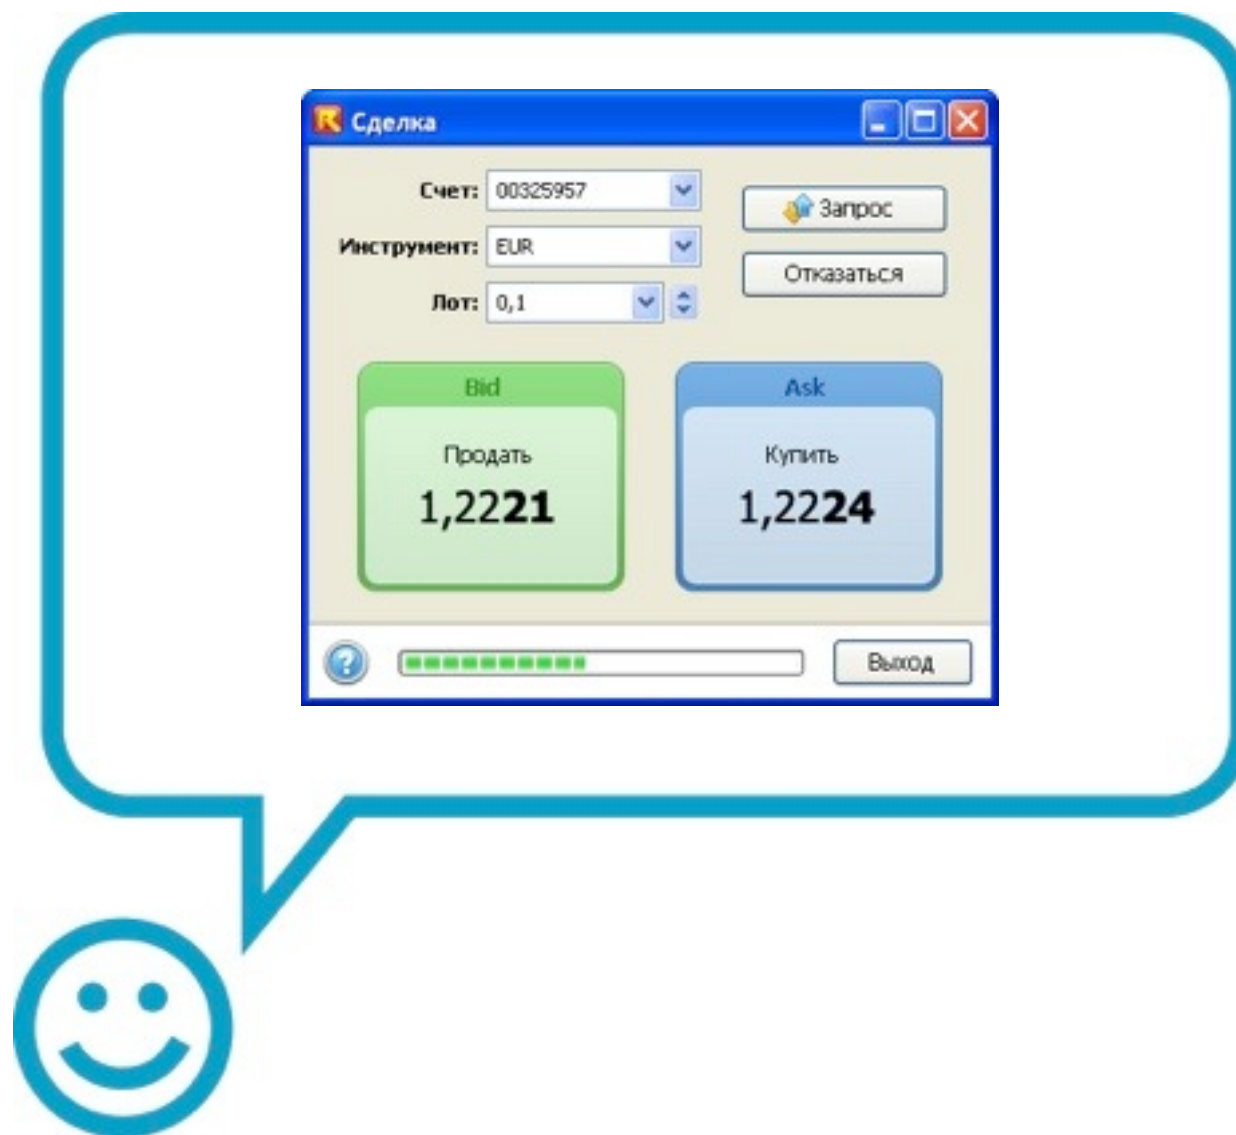 Сделка
Счет: 00325957
Запрос
Инструмент: EUR
Отказаться
Лот: 0,1
Bid
Ask
Продать
Купить
1,2221
1,2224
Выход